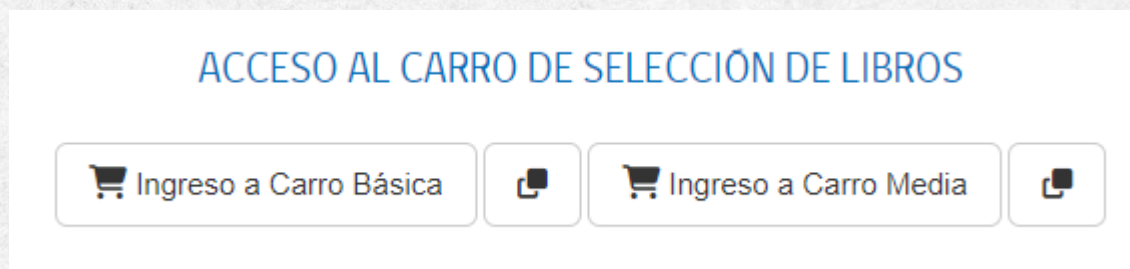 ACCESO AL CARRO DE SELECCIÓN DE LIBROS
Ingreso a Carro Básica Ingreso a Carro Media